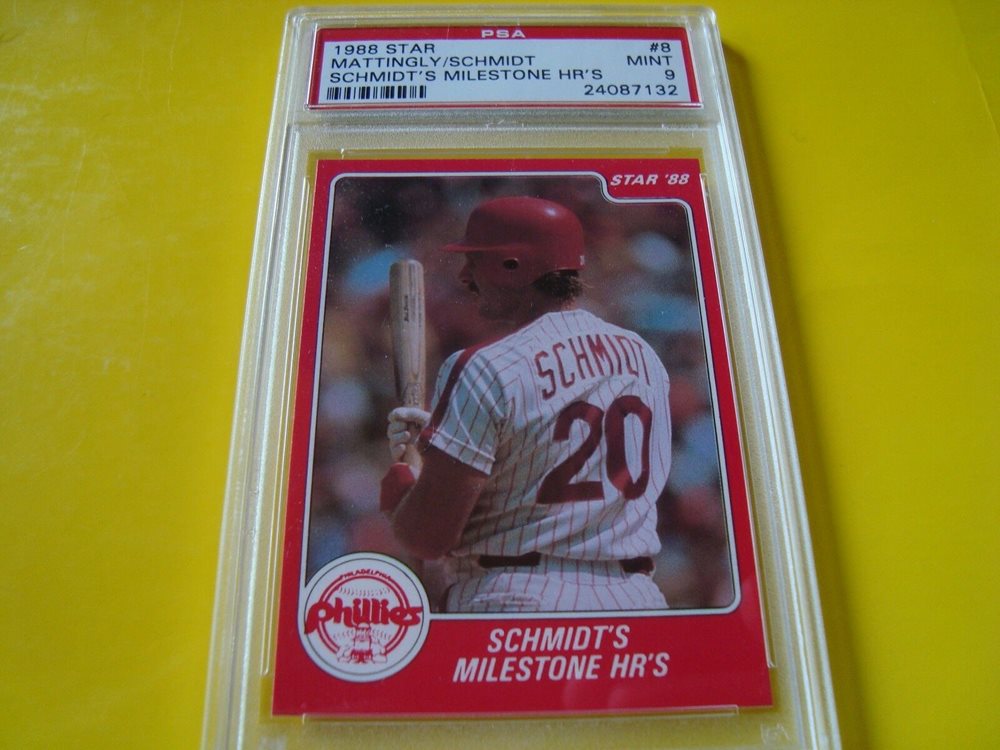 PSA
1988 STAR #8
MATTINGLY/SCHMIDT MINT
SCHMIDT'S MILESTONE HR'S 9
24087132
STAR '88
SCHMIDT
20
PHILADELPHIA
Phillies
SCHMIDT'S
MILESTONE HR'S